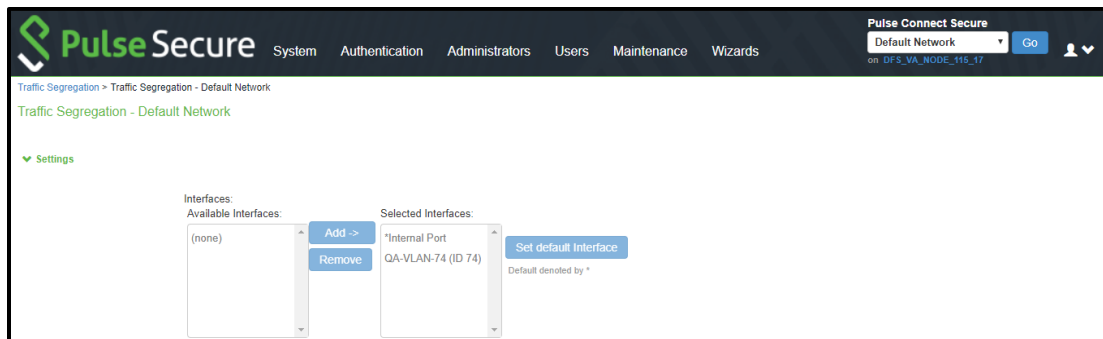 Pulse Secure
System Authentication Administrators Users Maintenance Wizards
Pulse Connect Secure
Default Network
Go
on DFS_VA_NODE_115_17
Traffic Segregation > Traffic Segregation - Default Network
Traffic Segregation - Default Network
Settings
Interfaces:
Available Interfaces:
(none)
Add ->
Remove
Selected Interfaces:
*Internal Port
QA-VLAN-74 (ID 74)
Set default Interface
Default denoted by *